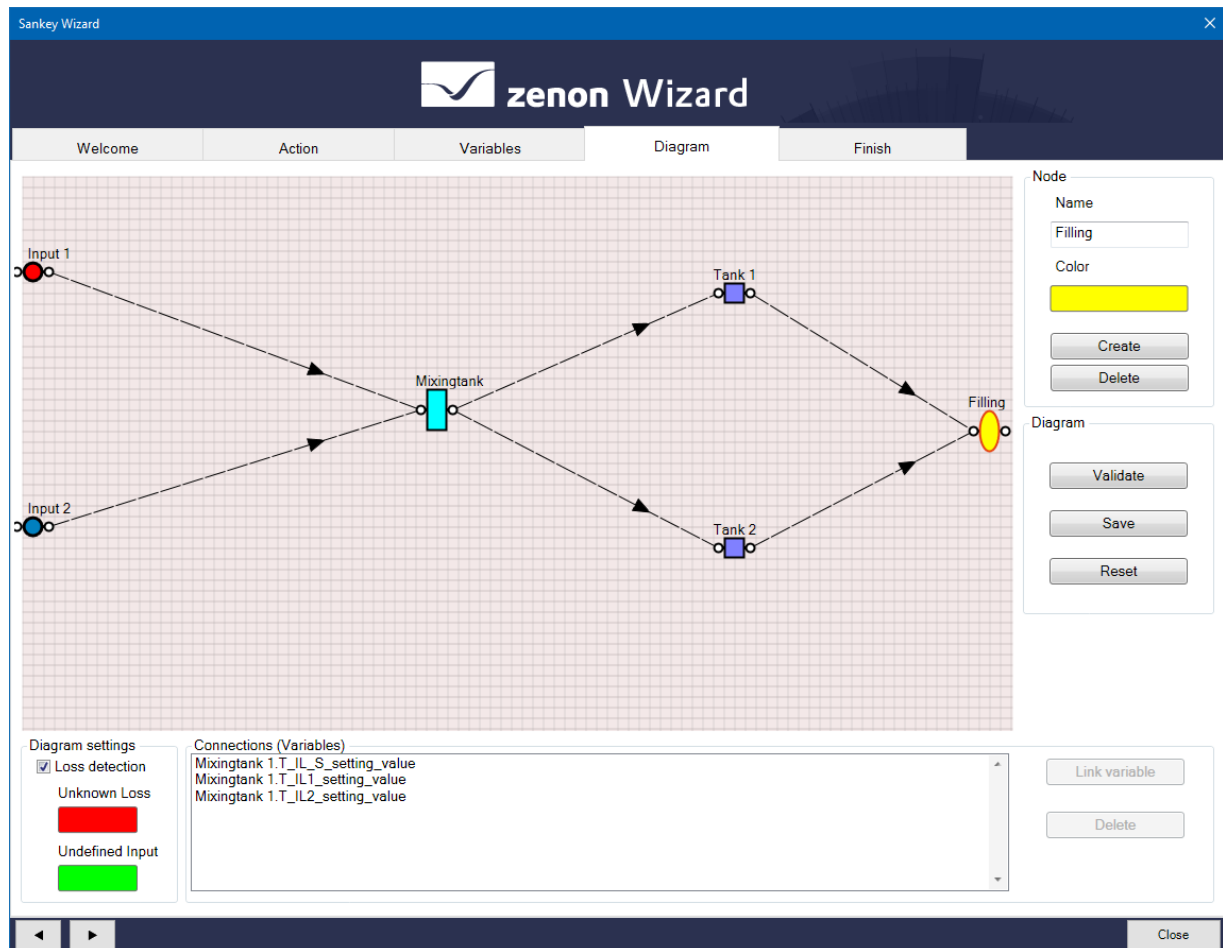 Sankey Wizard
zenon Wizard
Welcome
Action
Variables
Diagram
Finish
Input 1
Input 2
Mixingtank
Tank 1
Tank 2
Filling
Node
Name
Filling
Color
Create
Delete
Diagram
Validate
Save
Reset
Diagram settings
Loss detection
Unknown Loss
Undefined Input
Connections (Variables)
Mixingtank 1.T_IL_S_setting_value
Mixingtank 1.T_IL1_setting_value
Mixingtank 1.T_IL2_setting_value
Link variable
Delete
Close